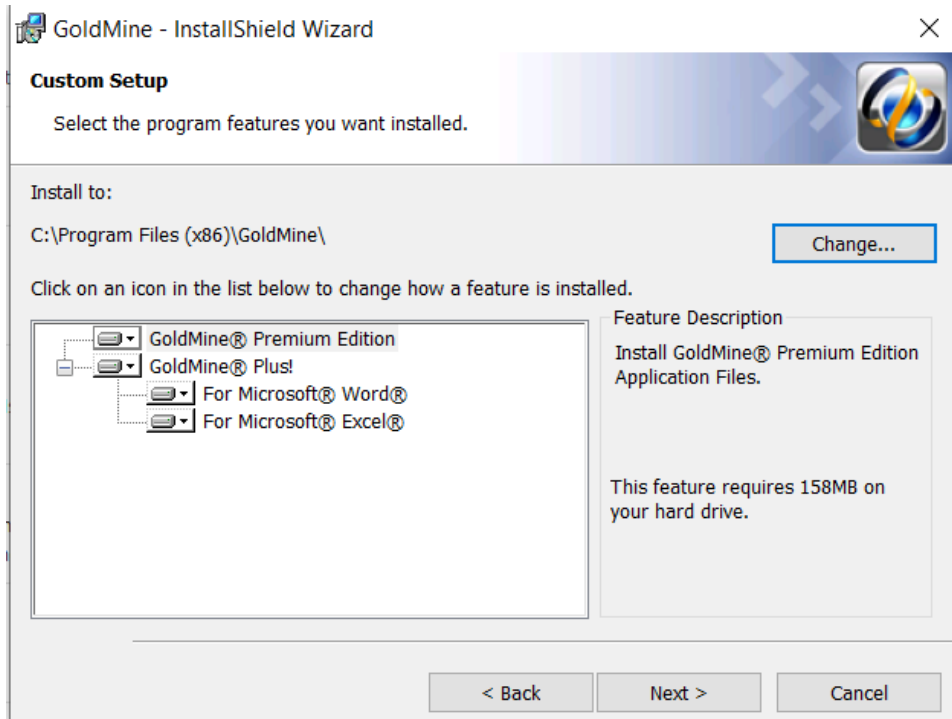 GoldMine - InstallShield Wizard
Custom Setup
Select the program features you want installed.
Install to:
C:\Program Files (x86)\GoldMine\
Change...
Click on an icon in the list below to change how a feature is installed.
GoldMine® Premium Edition
GoldMine® Plus!
For Microsoft® Word®
For Microsoft® Excel®
Feature Description
Install GoldMine® Premium Edition
Application Files.
This feature requires 158MB on
your hard drive.
< Back
Next >
Cancel